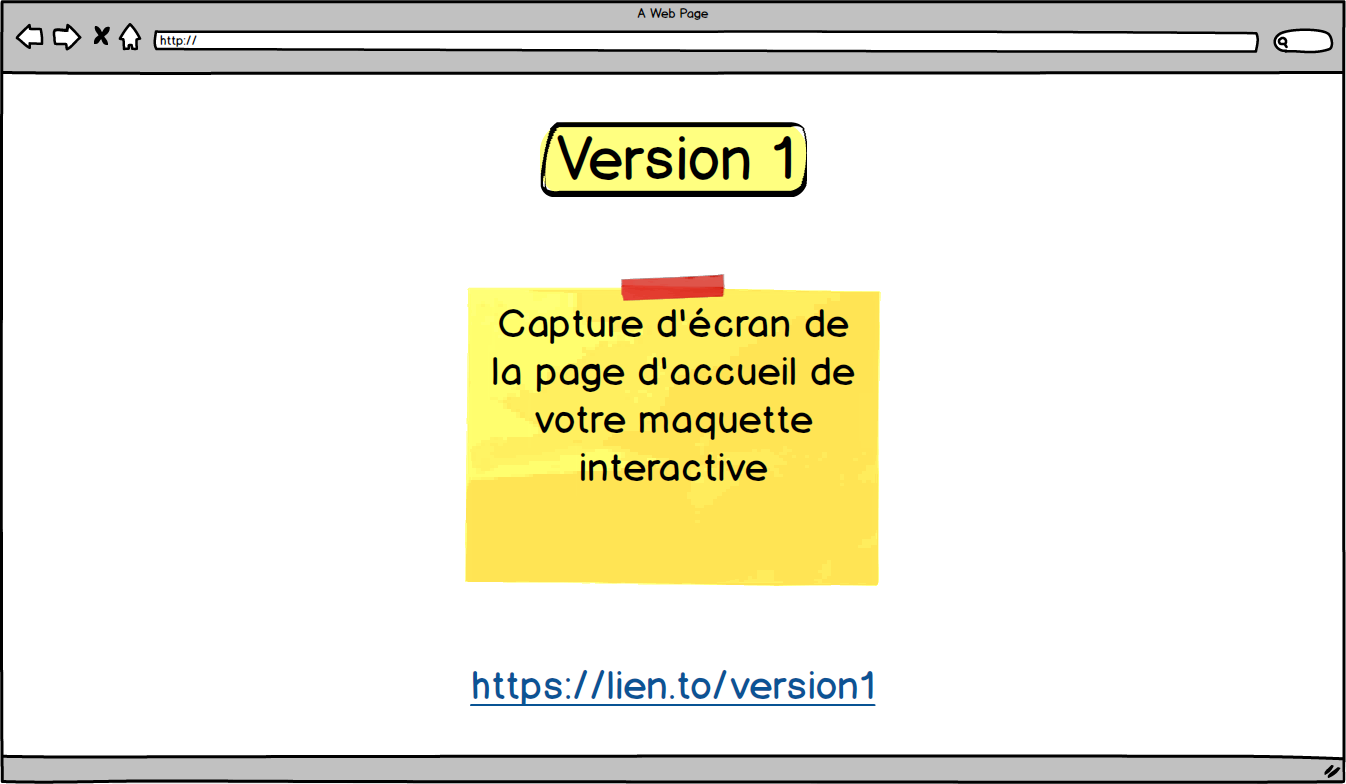 A Web Page
http://
Version 1
Capture d'écran de
la page d'accueil de
votre maquette
interactive
https://lien.to/version1